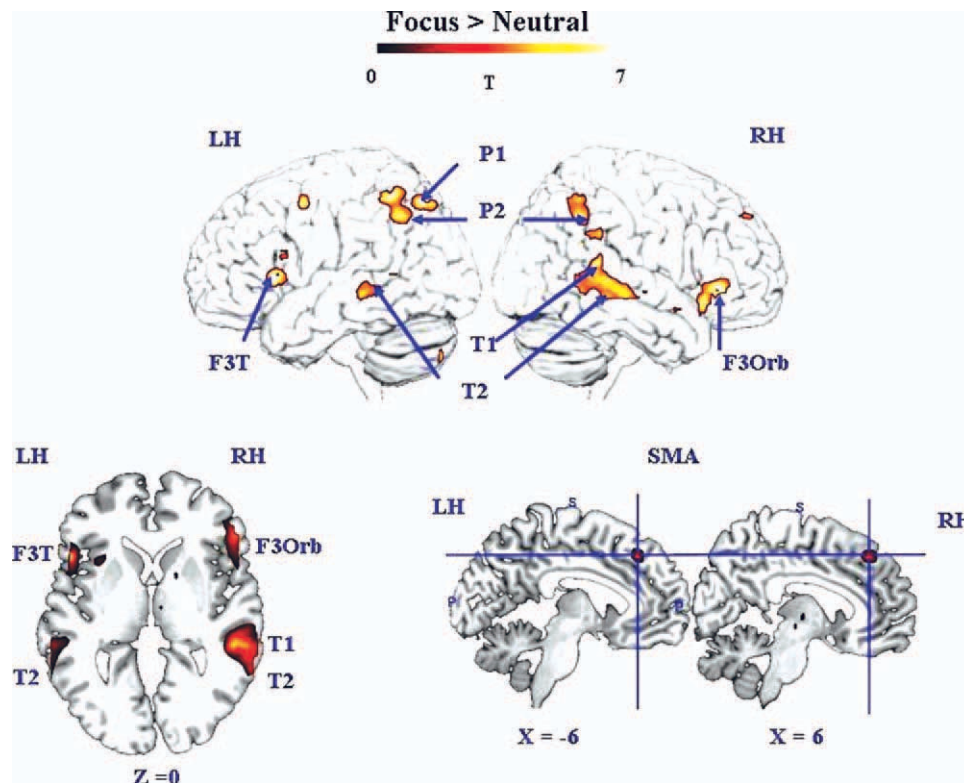 Focus > Neutral
0 7
T
LH RH
P1
P2
T1
F3T F3Orb
T2
LH RH
F3T F3Orb
T1
T2 T2
Z =0
SMA
LH RH
S S
P P
X = -6 X = 6